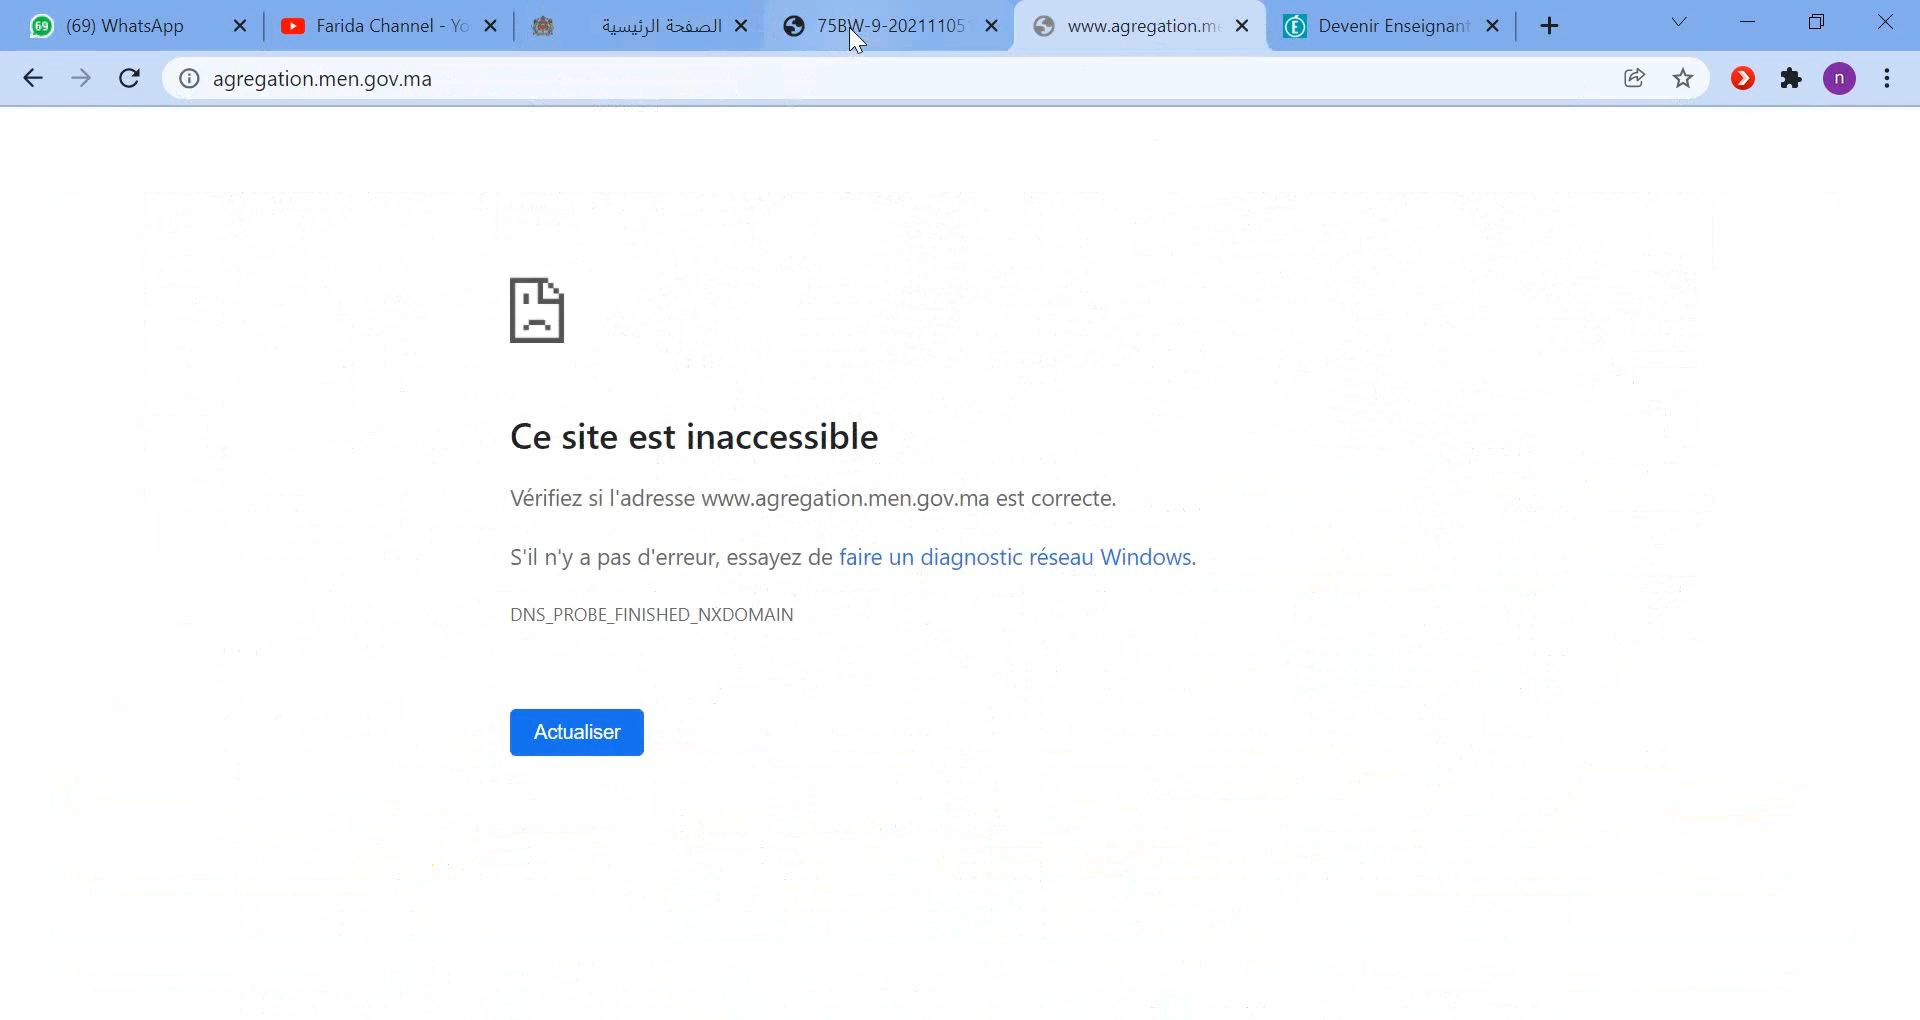 69 (69) WhatsApp
Farida Channel - Yo
الصفحة الرئيسية
75BW-9-20211105
www.agregation.me
Devenir Enseignant
agregation.men.gov.ma
n
Ce site est inaccessible
Vérifiez si l'adresse www.agregation.men.gov.ma est correcte.
S'il n'y a pas d'erreur, essayez de faire un diagnostic réseau Windows.
DNS_PROBE_FINISHED_NXDOMAIN
Actualiser